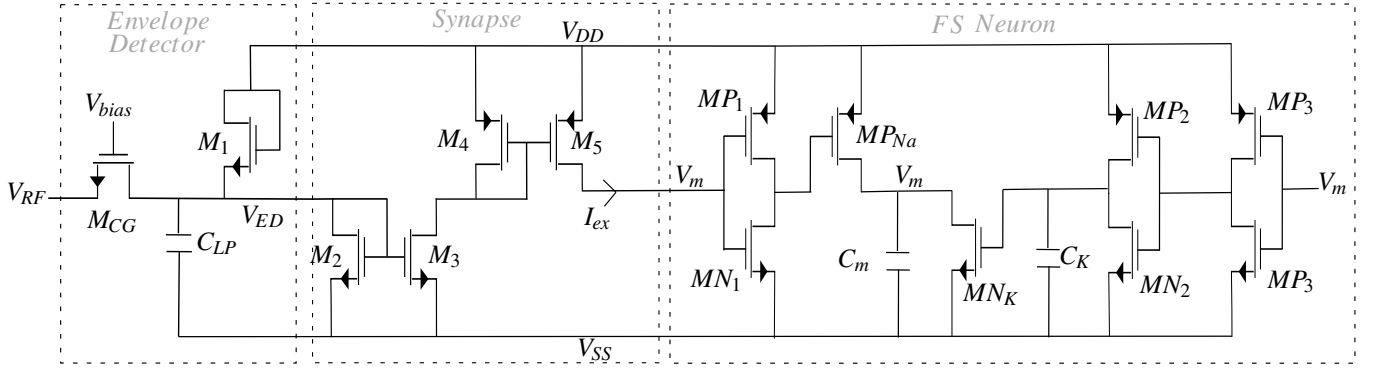 Envelope
Detector
Synapse
FS Neuron
V_DD
V_bias
M_1
M_4
M_5
MP_1
MP_Na
MP_2
MP_3
V_RF
M_CG
V_ED
C_LP
M_2
M_3
I_ex
V_m
V_m
V_m
MN_1
C_m
MN_K
C_K
MN_2
MP_3
V_SS